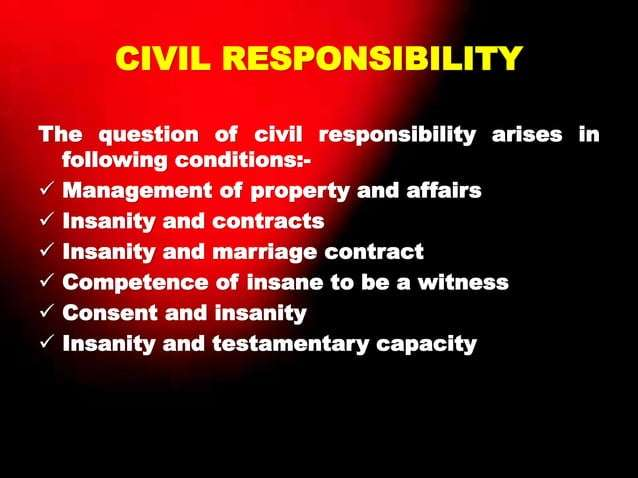 CIVIL RESPONSIBILITY
The question of civil responsibility arises in
following conditions:-
✓ Management of property and affairs
✓ Insanity and contracts
✓ Insanity and marriage contract
✓ Competence of insane to be a witness
✓ Consent and insanity
✓ Insanity and testamentary capacity